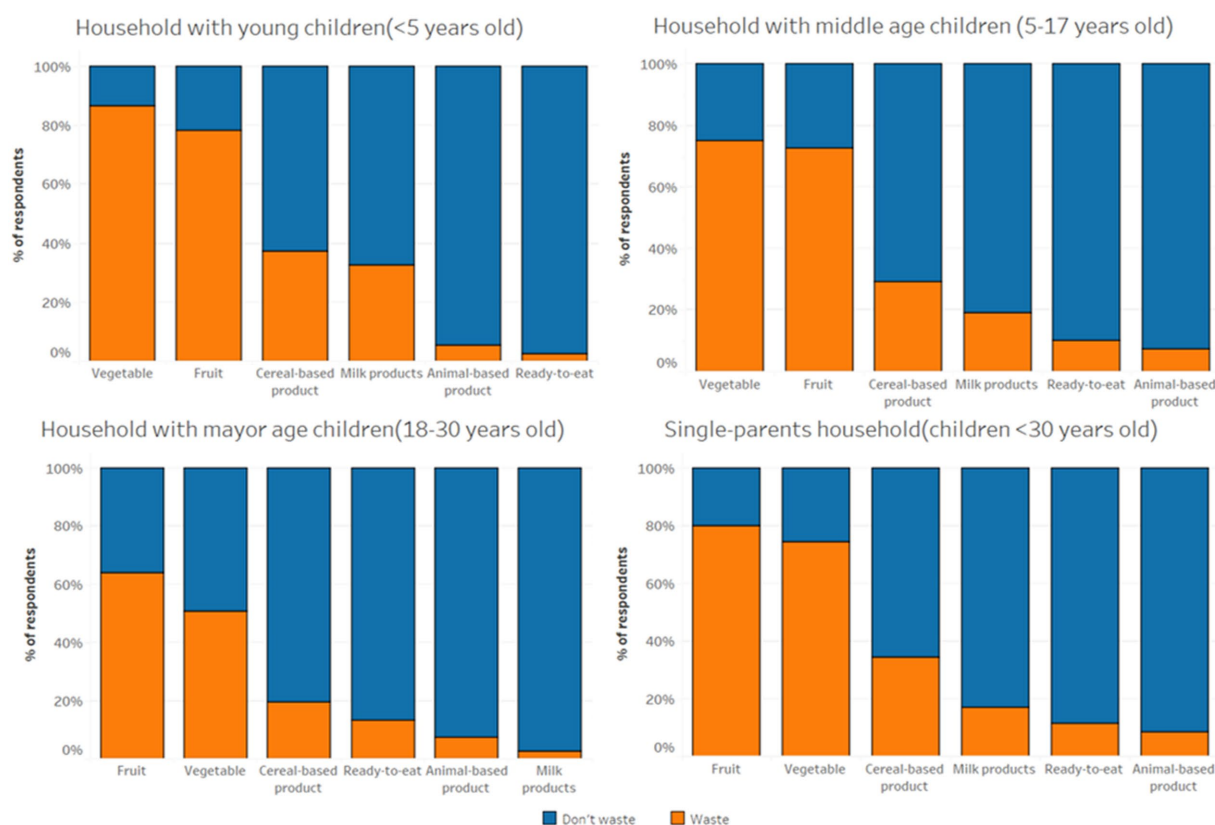 Household with young children(<5 years old)
% of respondents
100%
80%
60%
40%
20%
0%
Vegetable Fruit Cereal-based product Milk products Animal-based product Ready-to-eat
Household with middle age children (5-17 years old)
% of respondents
100%
80%
60%
40%
20%
0%
Vegetable Fruit Cereal-based product Milk products Ready-to-eat Animal-based product
Household with mayor age children(18-30 years old)
% of respondents
100%
80%
60%
40%
20%
0%
Fruit Vegetable Cereal-based product Ready-to-eat Animal-based product Milk products
Single-parents household(children <30 years old)
% of respondents
100%
80%
60%
40%
20%
0%
Fruit Vegetable Cereal-based product Milk products Ready-to-eat Animal-based product
Don't waste Waste